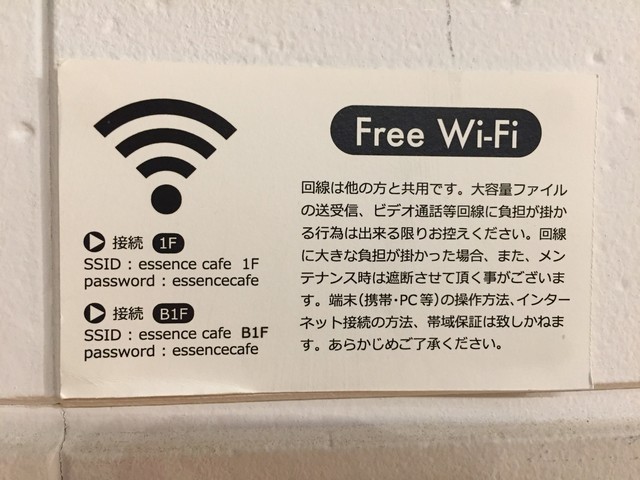 Free Wi-Fi
接続 1F
SSID : essence cafe 1F
password : essencecafe
接続 B1F
SSID : essence cafe B1F
password : essencecafe
回線は他の方と共用です。大容量ファイル
の送受信、ビデオ通話等回線に負担が掛か
る行為は出来る限りお控えください。回線
に大きな負担が掛かった場合、また、メン
テナンス時は遮断させて頂く事がございま
す。端末(携帯・PC等)の操作方法、インター
ネット接続の方法、帯域保証は致しかねま
す。あらかじめご了承ください。